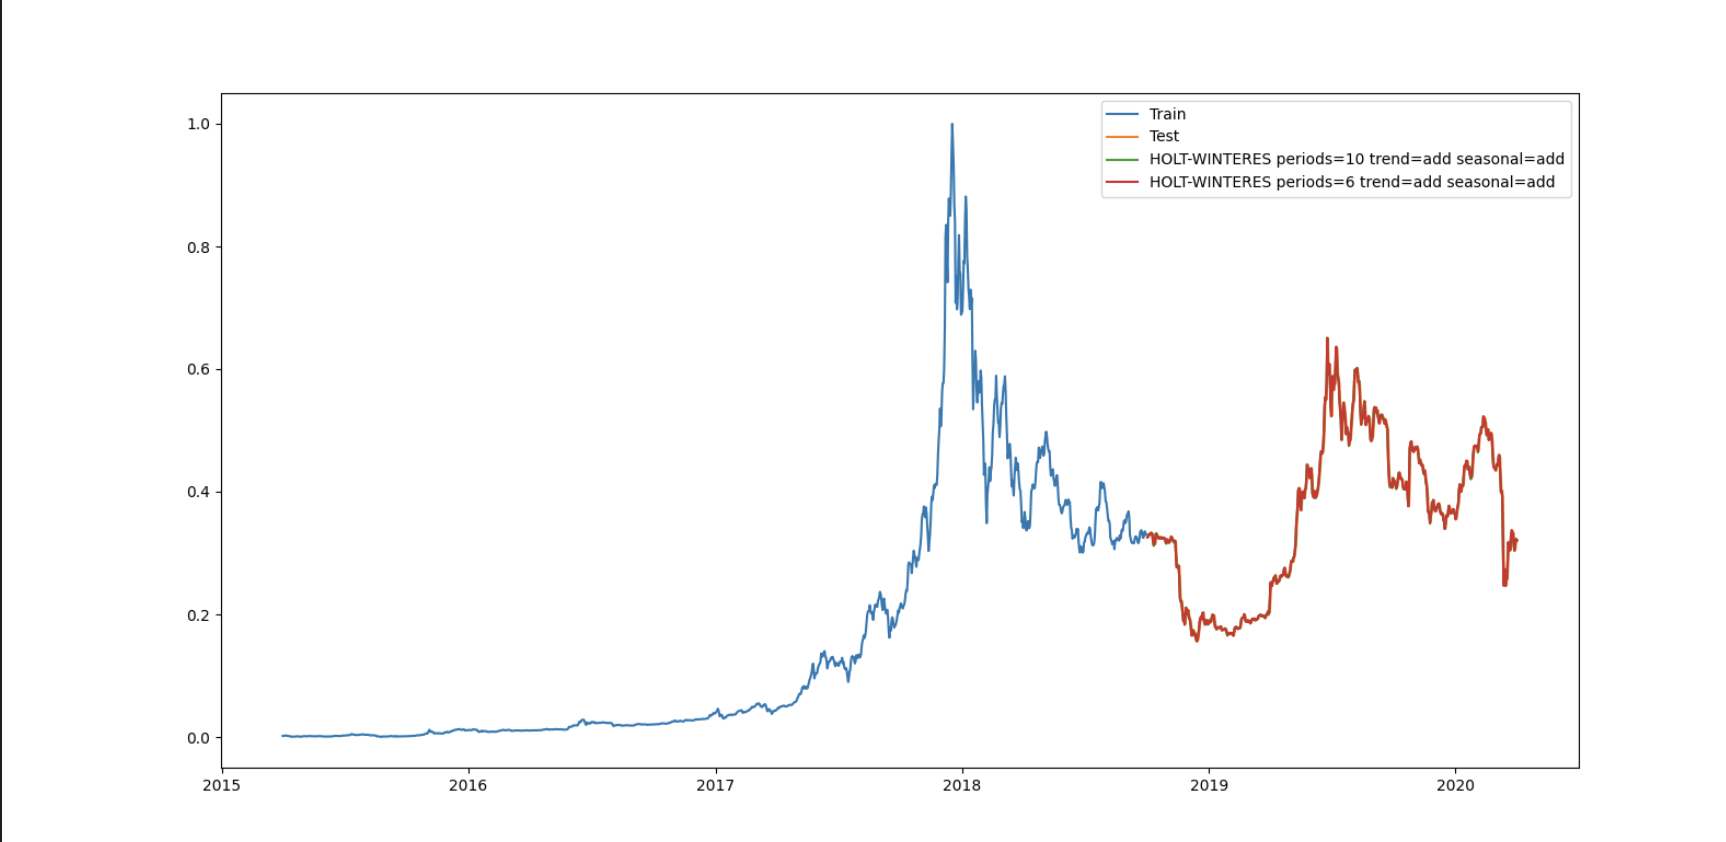 Train
Test
HOLT-WINTERES periods=10 trend=add seasonal=add
HOLT-WINTERES periods=6 trend=add seasonal=add
1.0
0.8
0.6
0.4
0.2
0.0
2015 2016 2017 2018 2019 2020